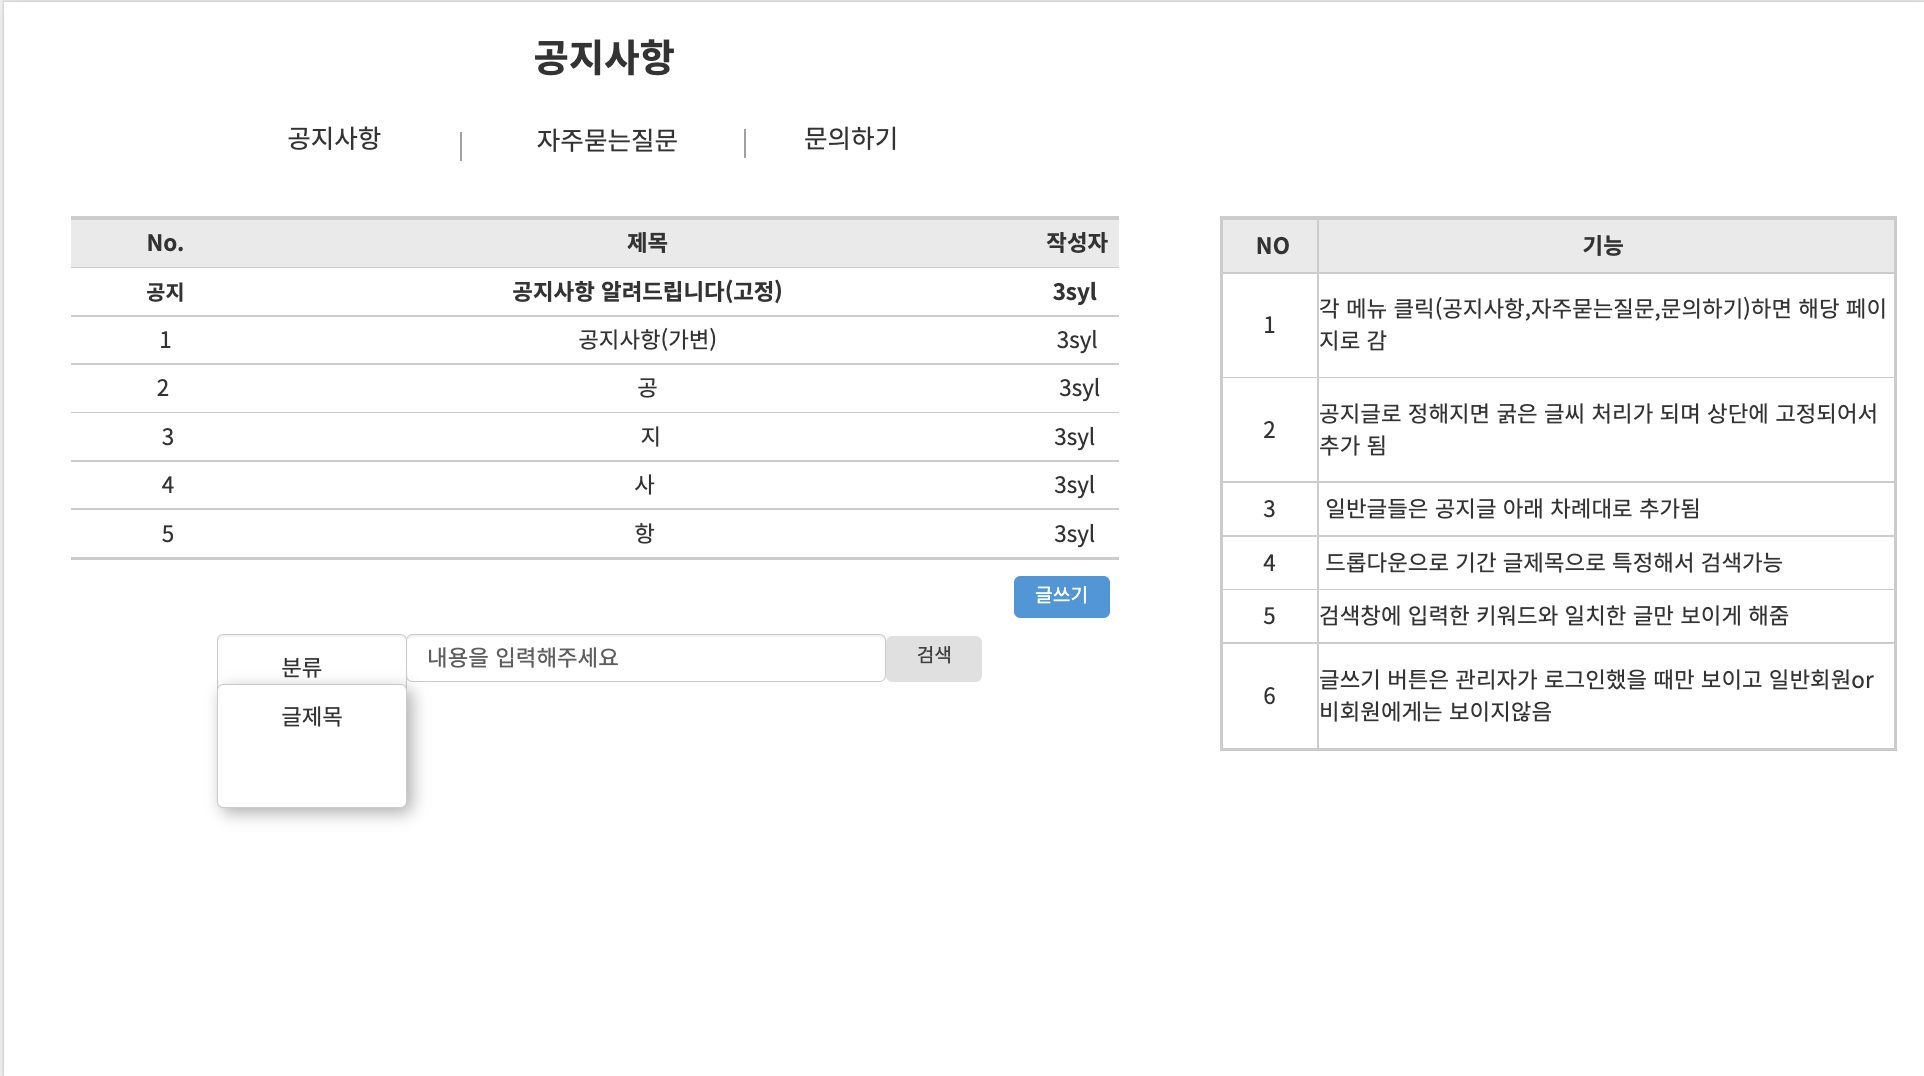 공지사항
공지사항 | 자주묻는질문 | 문의하기
No. 제목 작성자
공지 공지사항 알려드립니다(고정) 3syl
1 공지사항(가변) 3syl
2 공 3syl
3 지 3syl
4 사 3syl
5 항 3syl
글쓰기
분류 내용을 입력해주세요 검색
글제목
NO 기능
1 각 메뉴 클릭(공지사항,자주묻는질문,문의하기)하면 해당 페이
지로 감
2 공지글로 정해지면 굵은 글씨 처리가 되며 상단에 고정되어서
추가 됨
3 일반글들은 공지글 아래 차례대로 추가됨
4 드롭다운으로 기간 글제목으로 특정해서 검색가능
5 검색창에 입력한 키워드와 일치한 글만 보이게 해줌
6 글쓰기 버튼은 관리자가 로그인했을 때만 보이고 일반회원or
비회원에게는 보이지않음